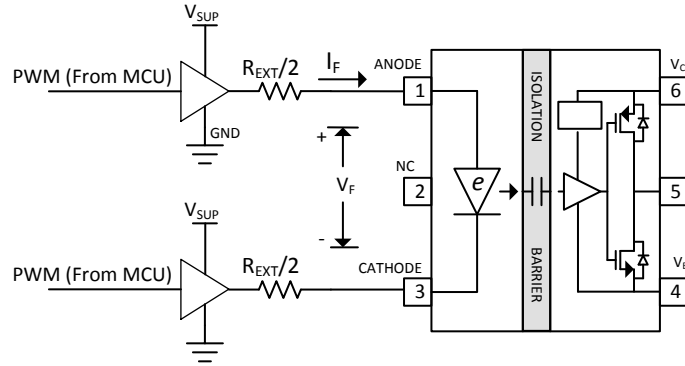 VSUP
PWM (From MCU)
REXT/2
IF
ANODE
1
GND
+
VF
-
NC
2
e
ISOLATION
BARRIER
6
5
4
VSUP
PWM (From MCU)
REXT/2
CATHODE
3